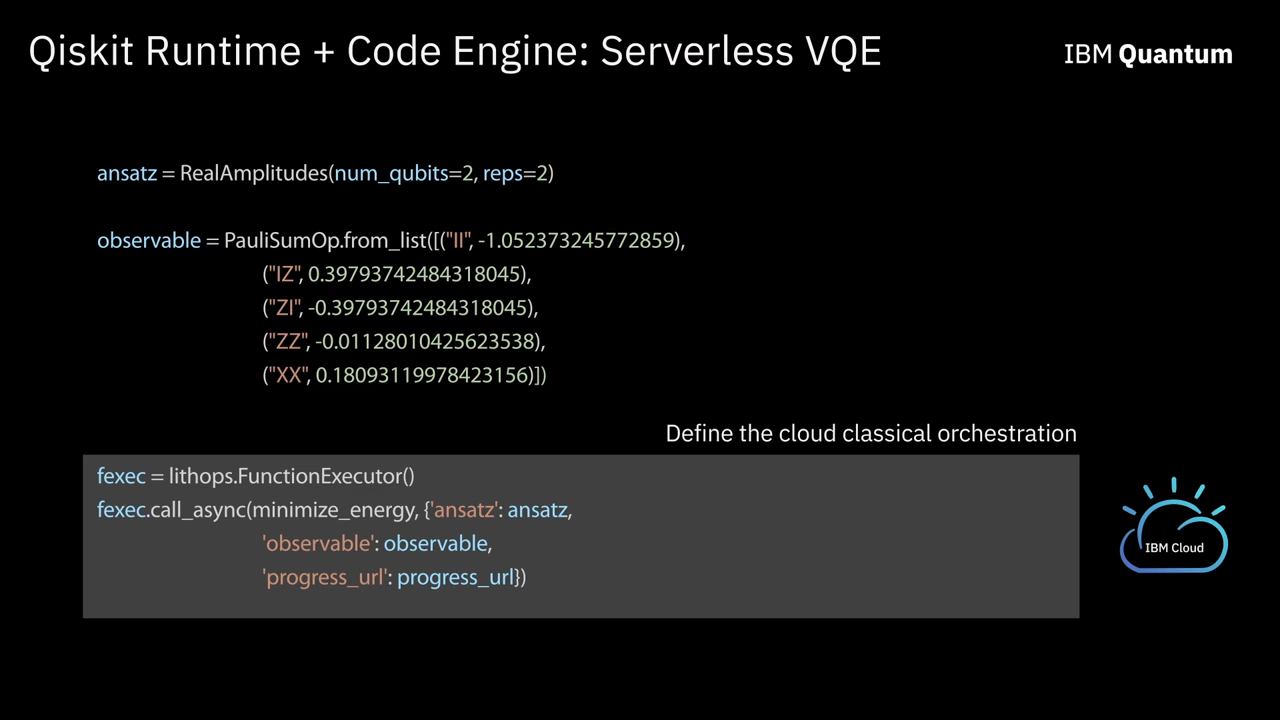 Qiskit Runtime + Code Engine: Serverless VQE
IBM Quantum
ansatz = RealAmplitudes(num_qubits=2, reps=2)
observable = PauliSumOp.from_list([("II", -1.052373245772859),
("IZ", 0.39793742484318045),
("ZI", -0.39793742484318045),
("ZZ", -0.01128010425623538),
("XX", 0.18093119978423156)])
Define the cloud classical orchestration
fexec = lithops.FunctionExecutor()
fexec.call_async(minimize_energy, {'ansatz': ansatz,
'observable': observable,
'progress_url': progress_url})
IBM Cloud